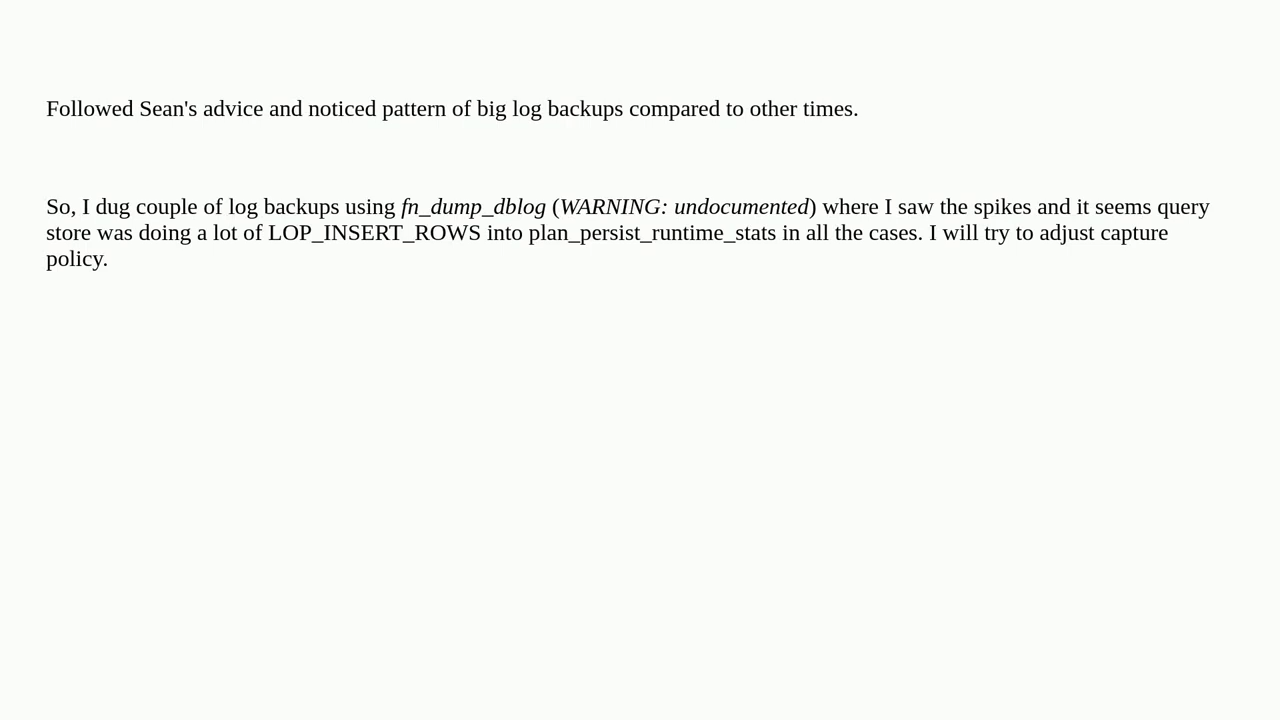 Followed Sean's advice and noticed pattern of big log backups compared to other times.
So, I dug couple of log backups using fn_dump_dblog (WARNING: undocumented) where I saw the spikes and it seems query
store was doing a lot of LOP_INSERT_ROWS into plan_persist_runtime_stats in all the cases. I will try to adjust capture
policy.